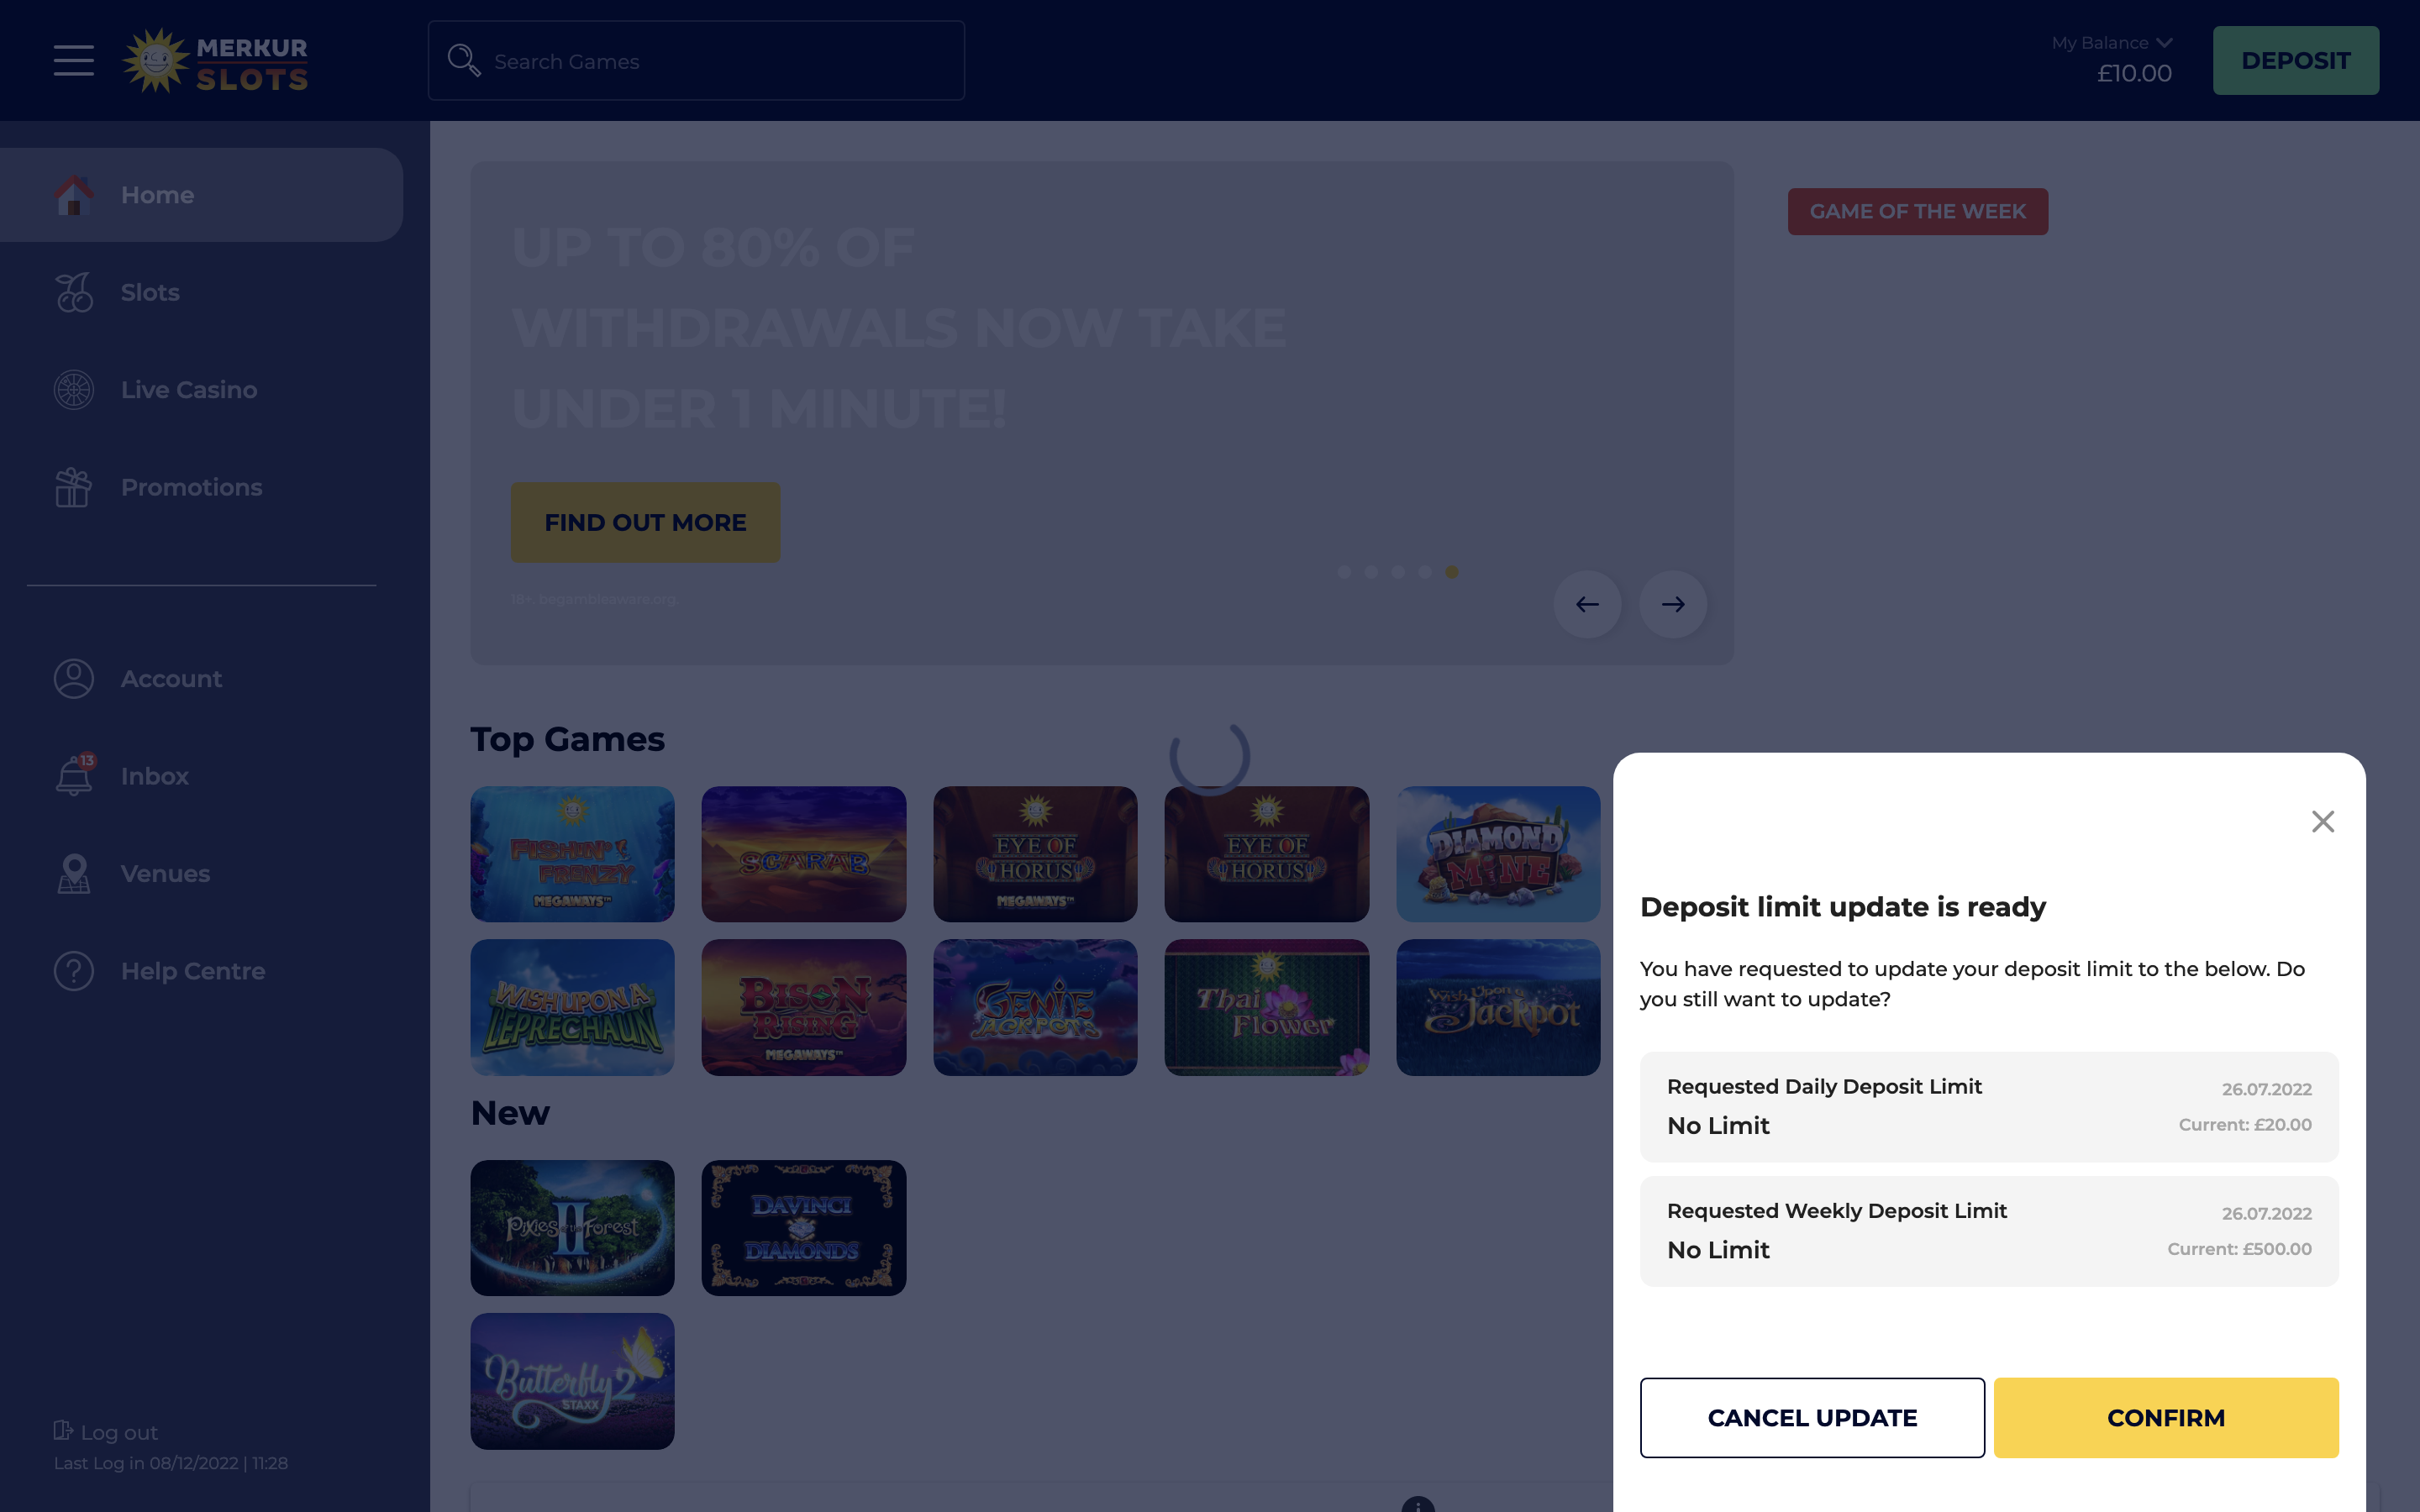 MERKUR
SLOTS
Search Games
My Balance
£10.00
DEPOSIT
Home
Slots
Live Casino
Promotions
Account
13
Inbox
Venues
Help Centre
Log out
Last Log in 08/12/2022 | 11:28
UP TO 80% OF
WITHDRAWALS NOW TAKE
UNDER 1 MINUTE!
FIND OUT MORE
18+, begambleaware.org
GAME OF THE WEEK
Top Games
FISHIN' FRENZY MEGAWAYS™
SCARAB
EYE OF HORUS MEGAWAYS™
EYE OF HORUS
DIAMOND MINE
WISH UPON A LEPRECHAUN
BISON RISING MEGAWAYS™
GENIE JACKPOTS
Thai Flower
Wish Upon a Jackpot
New
Pixies of the Forest II
DAVINCI DIAMONDS
Butterfly 2 STAXX
Deposit limit update is ready
You have requested to update your deposit limit to the below. Do
you still want to update?
Requested Daily Deposit Limit
26.07.2022
No Limit
Current: £20.00
Requested Weekly Deposit Limit
26.07.2022
No Limit
Current: £500.00
CANCEL UPDATE
CONFIRM